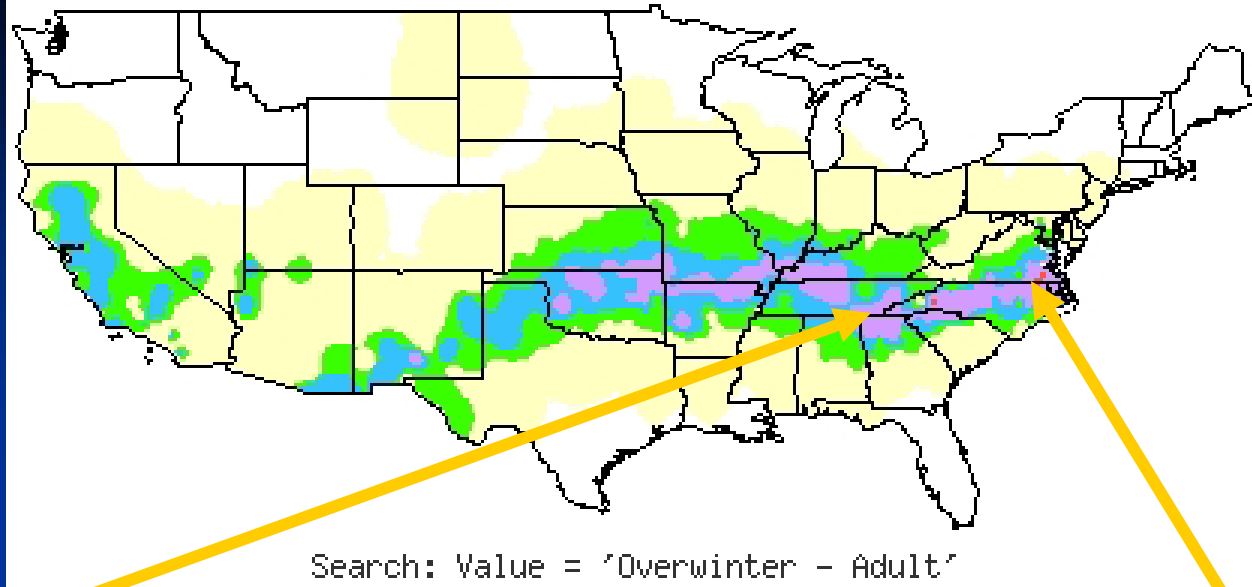 Search: Value = 'Overwinter - Adult'